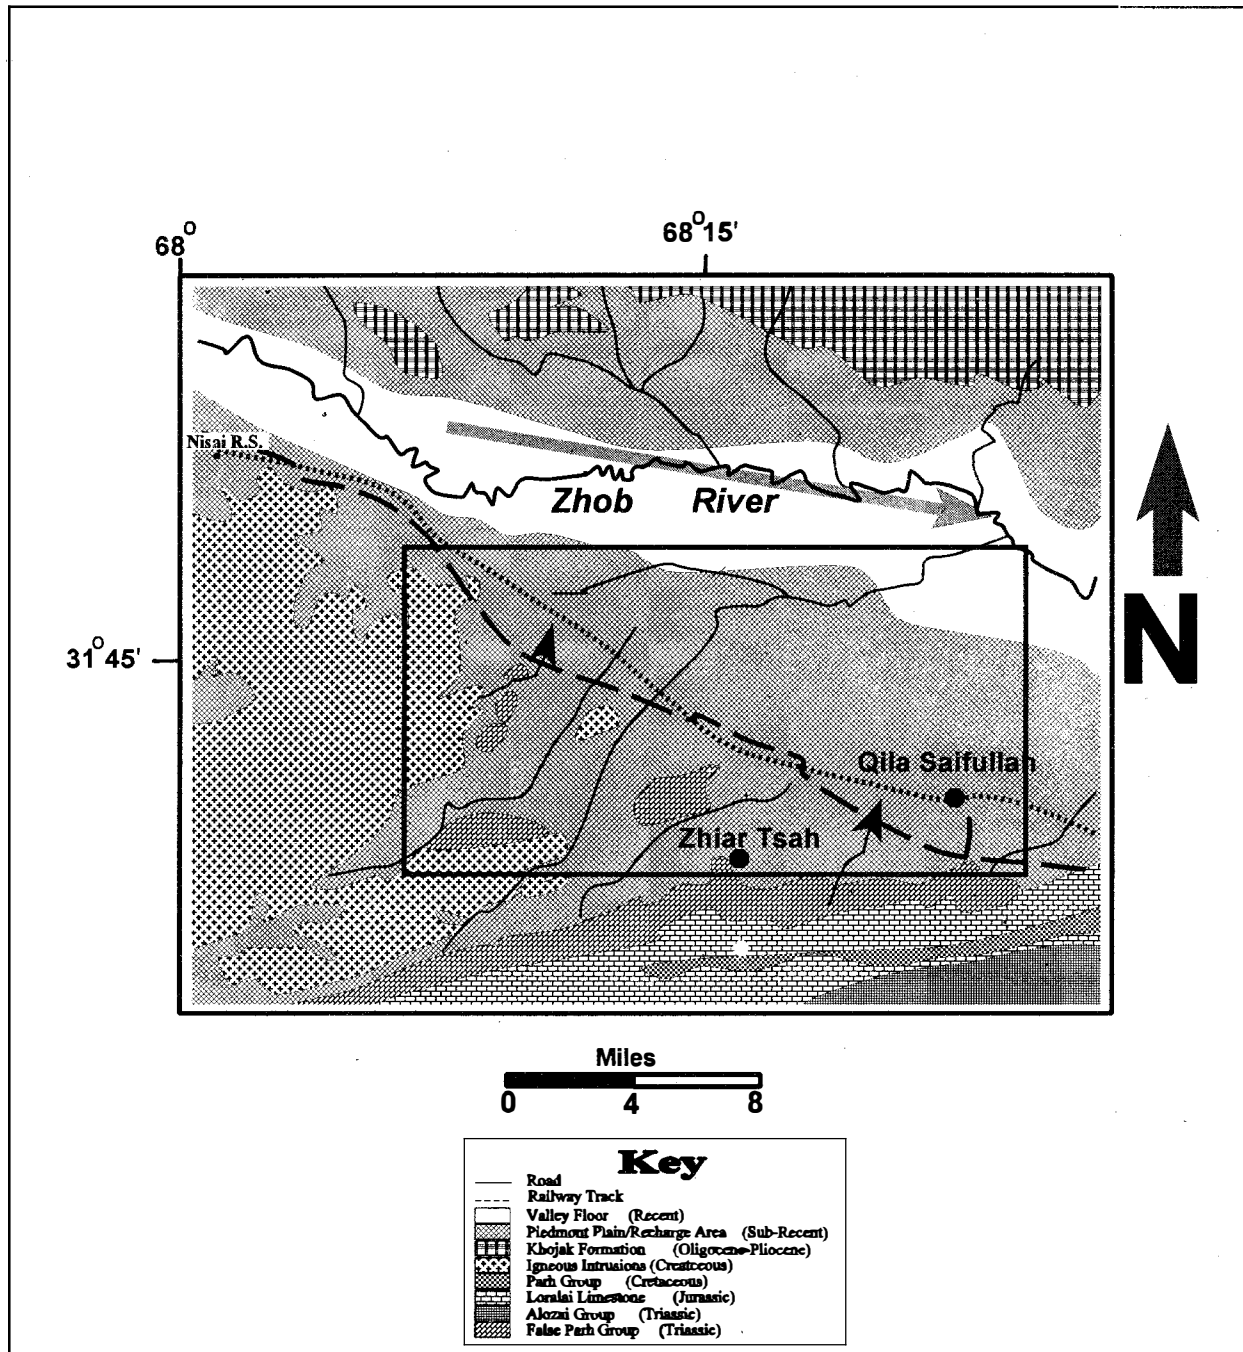 68°
68°15'
Nisai R.S.
Zhob River
N
31°45'
Qila Saifullah
Zhiar Tsah
Miles
0 4 8
Key
Road
Railway Track
Valley Floor (Recent)
Piedmont Plain/Recharge Area (Sub-Recent)
Khojak Formation (Oligocene-Pliocene)
Igneous Intrusions (Creatceous)
Parh Group (Cretaceous)
Loralai Limestone (Jurassic)
Alozai Group (Triassic)
False Parh Group (Triassic)